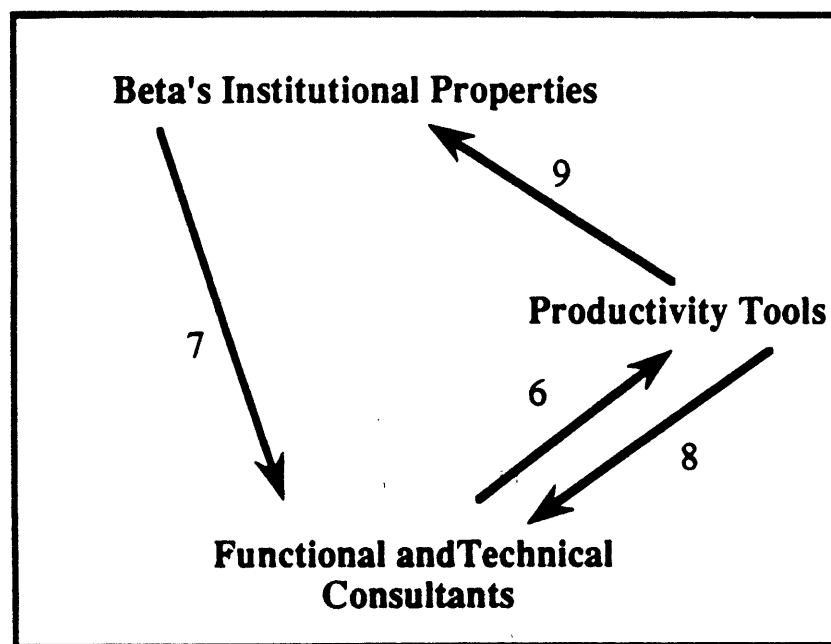 Beta's Institutional Properties
9
Productivity Tools
7
6
8
Functional andTechnical
Consultants